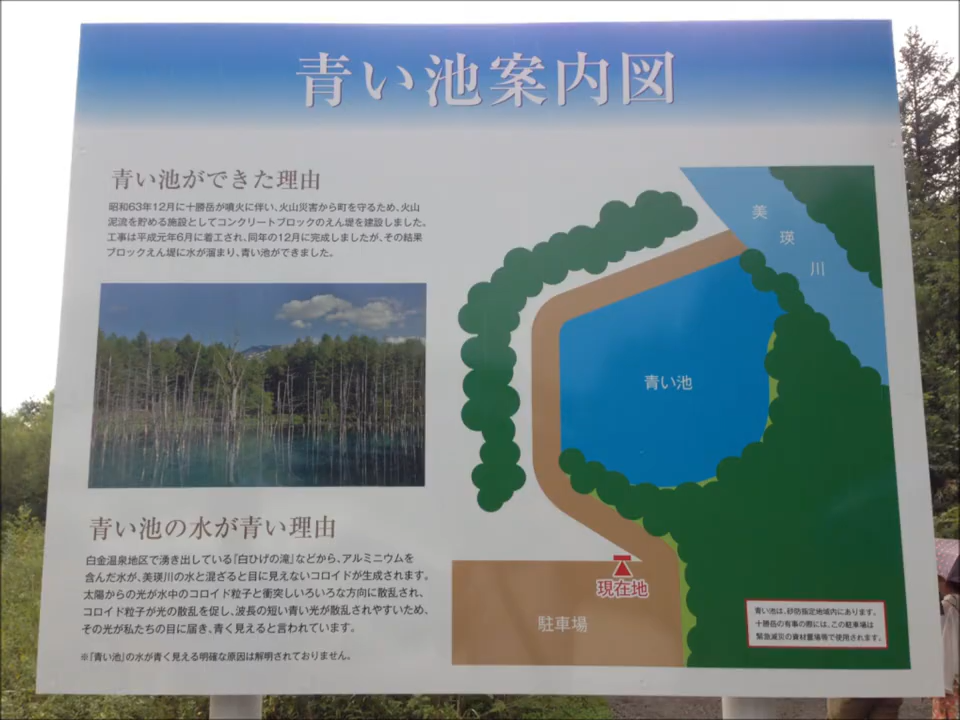 青い池案内図
青い池ができた理由
昭和63年12月に十勝岳が噴火に伴い、火山災害から町を守るため、火山
泥流を貯める施設としてコンクリートブロックのえん堤を建設しました。
工事は平成元年6月に着工され、同年の12月に完成しましたが、その結果
ブロックえん堤に水が溜まり、青い池ができました。
青い池の水が青い理由
白金温泉地区で湧き出している「白ひげの滝」などから、アルミニウムを
含んだ水が、美瑛川の水と混ざると目に見えないコロイドが生成されます。
太陽からの光が水中のコロイド粒子と衝突しいろいろな方向に散乱され、
コロイド粒子が光の散乱を促し、波長の短い青い光が散乱されやすいため、
その光が私たちの目に届き、青く見えると言われています。
※「青い池」の水が青く見える明確な原因は解明されておりません。
美瑛川
青い池
現在地
駐車場
青い池は、砂防指定地域内にあります。
十勝岳の有事の際には、この駐車場は
緊急減災の資材置場等で使用されます。